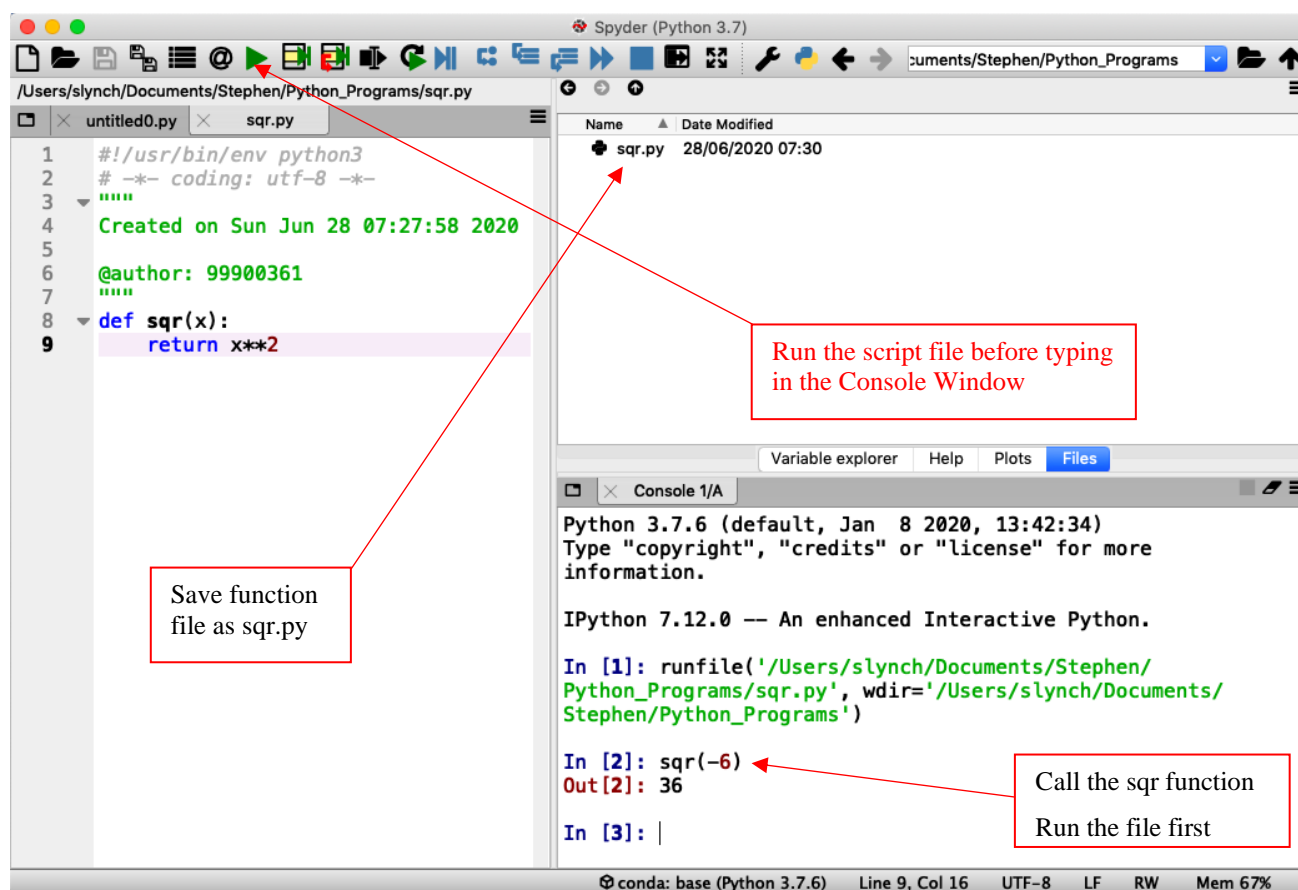 Spyder (Python 3.7)
:uments/Stephen/Python_Programs
/Users/slynch/Documents/Stephen/Python_Programs/sqr.py
untitled0.py
sqr.py
1 #!/usr/bin/env python3
2 # -*- coding: utf-8 -*-
3 """
4 Created on Sun Jun 28 07:27:58 2020
5
6 @author: 99900361
7 """
8 def sqr(x):
9 return x**2
Name Date Modified
sqr.py 28/06/2020 07:30
Run the script file before typing
in the Console Window
Save function
file as sqr.py
Variable explorer Help Plots Files
Console 1/A
Python 3.7.6 (default, Jan  8 2020, 13:42:34)
Type "copyright", "credits" or "license" for more
information.
IPython 7.12.0 -- An enhanced Interactive Python.
In [1]: runfile('/Users/slynch/Documents/Stephen/
Python_Programs/sqr.py', wdir='/Users/slynch/Documents/
Stephen/Python_Programs')
In [2]: sqr(-6)
Out[2]: 36
In [3]:
Call the sqr function
Run the file first
conda: base (Python 3.7.6) Line 9, Col 16 UTF-8 LF RW Mem 67%